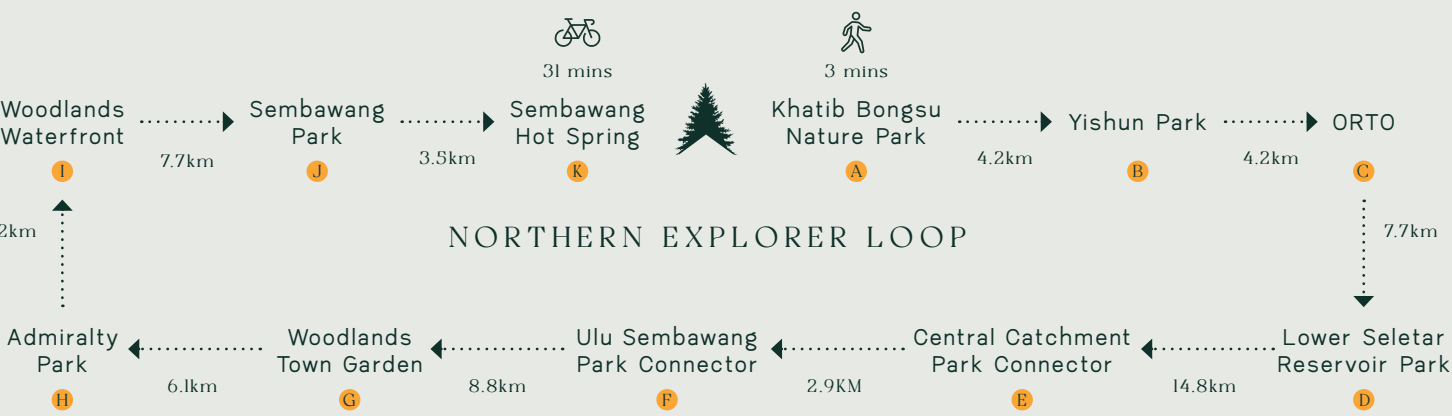 31 mins
3 mins
Woodlands
Waterfront
I
7.7km
Sembawang
Park
J
3.5km
Sembawang
Hot Spring
K
Khatib Bongsu
Nature Park
A
4.2km
Yishun Park
B
4.2km
ORTO
C
2km
NORTHERN EXPLORER LOOP
7.7km
Admiralty
Park
H
6.1km
Woodlands
Town Garden
G
8.8km
Ulu Sembawang
Park Connector
F
2.9KM
Central Catchment
Park Connector
E
14.8km
Lower Seletar
Reservoir Park
D